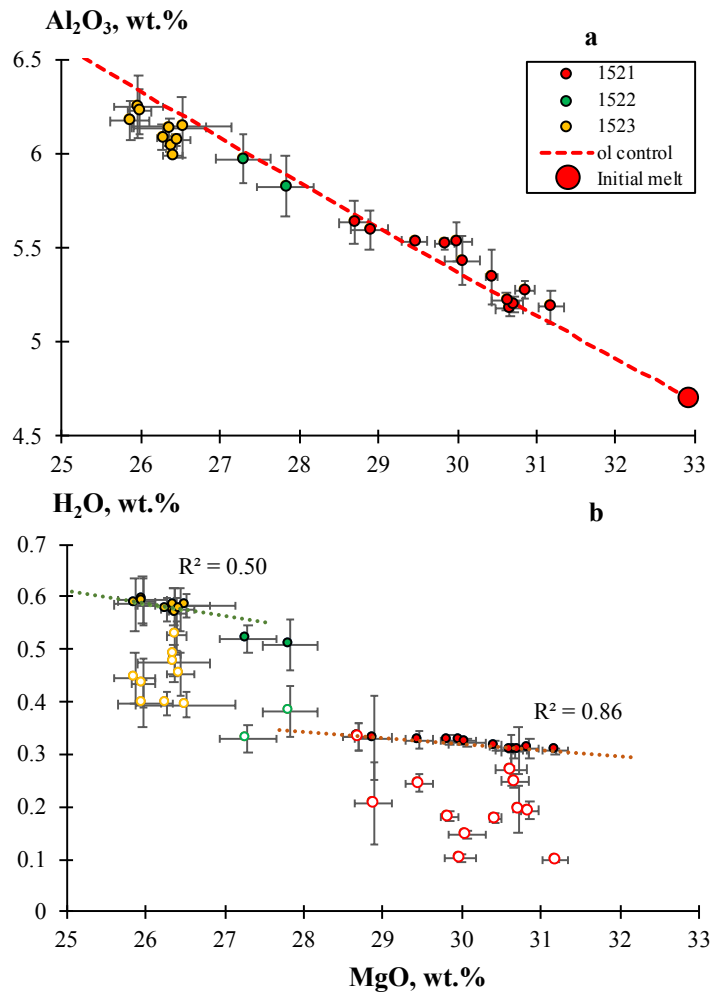 Al₂O₃, wt.%
a
6.5
6
5.5
5
4.5
1521
1522
1523
ol control
Initial melt
25 26 27 28 29 30 31 32 33
H₂O, wt.%
b
0.7
0.6
0.5
0.4
0.3
0.2
0.1
0
R² = 0.50
R² = 0.86
25 26 27 28 29 30 31 32 33
MgO, wt.%